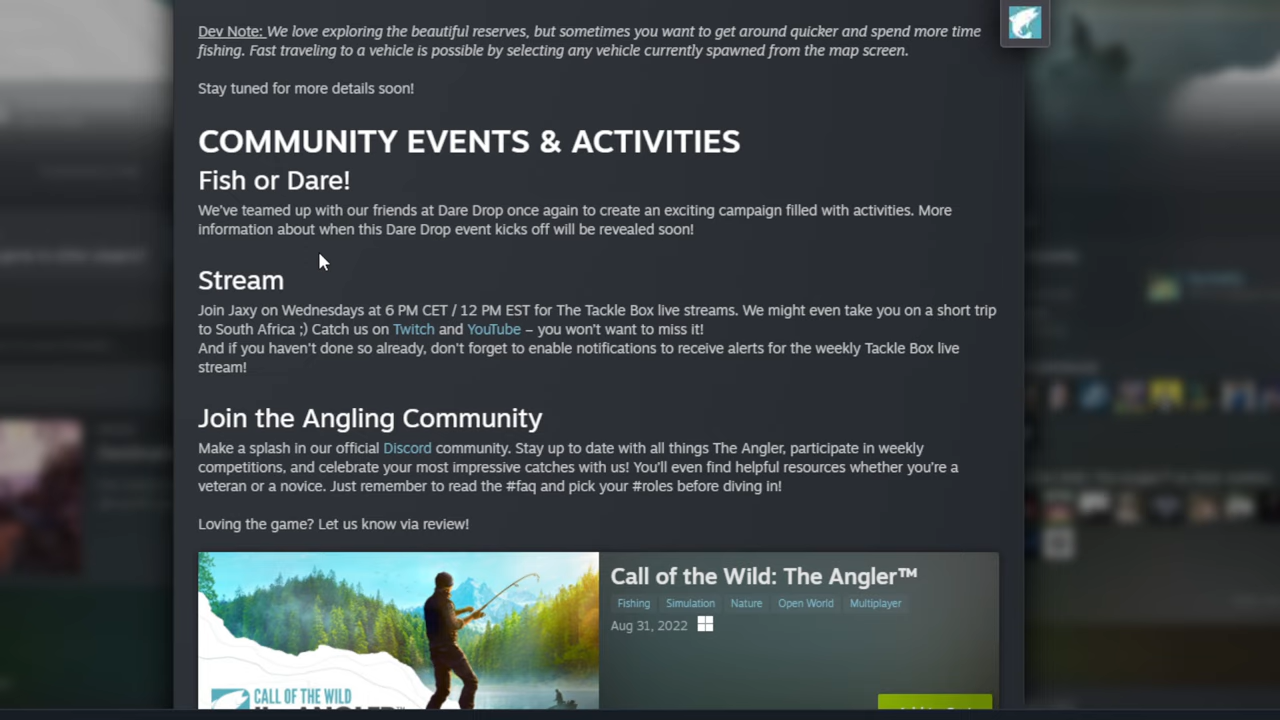 Dev Note: We love exploring the beautiful reserves, but sometimes you want to get around quicker and spend more time
fishing. Fast traveling to a vehicle is possible by selecting any vehicle currently spawned from the map screen.
Stay tuned for more details soon!
COMMUNITY EVENTS & ACTIVITIES
Fish or Dare!
We've teamed up with our friends at Dare Drop once again to create an exciting campaign filled with activities. More
information about when this Dare Drop event kicks off will be revealed soon!
Stream
Join Jaxy on Wednesdays at 6 PM CET / 12 PM EST for The Tackle Box live streams. We might even take you on a short trip
to South Africa ;) Catch us on Twitch and YouTube – you won't want to miss it!
And if you haven't done so already, don't forget to enable notifications to receive alerts for the weekly Tackle Box live
stream!
Join the Angling Community
Make a splash in our official Discord community. Stay up to date with all things The Angler, participate in weekly
competitions, and celebrate your most impressive catches with us! You'll even find helpful resources whether you're a
veteran or a novice. Just remember to read the #faq and pick your #roles before diving in!
Loving the game? Let us know via review!
Call of the Wild: The Angler™
Fishing Simulation Nature Open World Multiplayer
Aug 31, 2022
CALL OF THE WILD
the ANGLER™